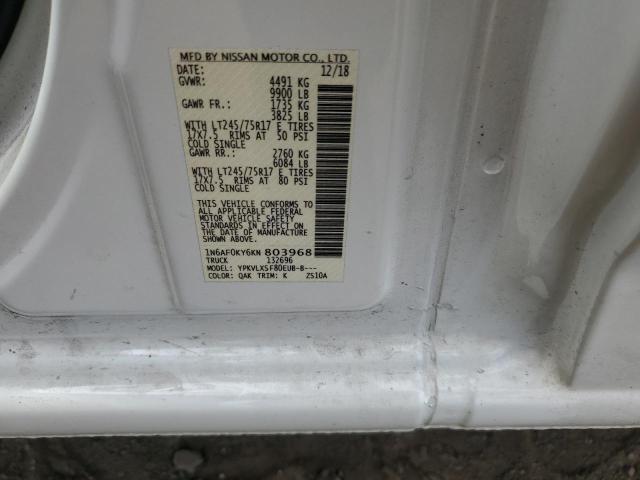 MFD BY NISSAN MOTOR CO., LTD.
DATE: 12/18
GVWR: 4491 KG
9900 LB
GAWR FR.: 1735 KG
3825 LB
WITH LT245/75R17 E TIRES
17X7.5 RIMS AT 50 PSI
COLD SINGLE
GAWR RR.: 2760 KG
6084 LB
WITH LT245/75R17 E TIRES
17X7.5 RIMS AT 80 PSI
COLD SINGLE
THIS VEHICLE CONFORMS TO
ALL APPLICABLE FEDERAL
MOTOR VEHICLE SAFETY
STANDARDS IN EFFECT ON
THE DATE OF MANUFACTURE
SHOWN ABOVE.
1N6AF0KY6KN 803968
TRUCK 132696
MODEL: YPKVLXSF80EUB-B---
COLOR: QAK TRIM: K ZS10A